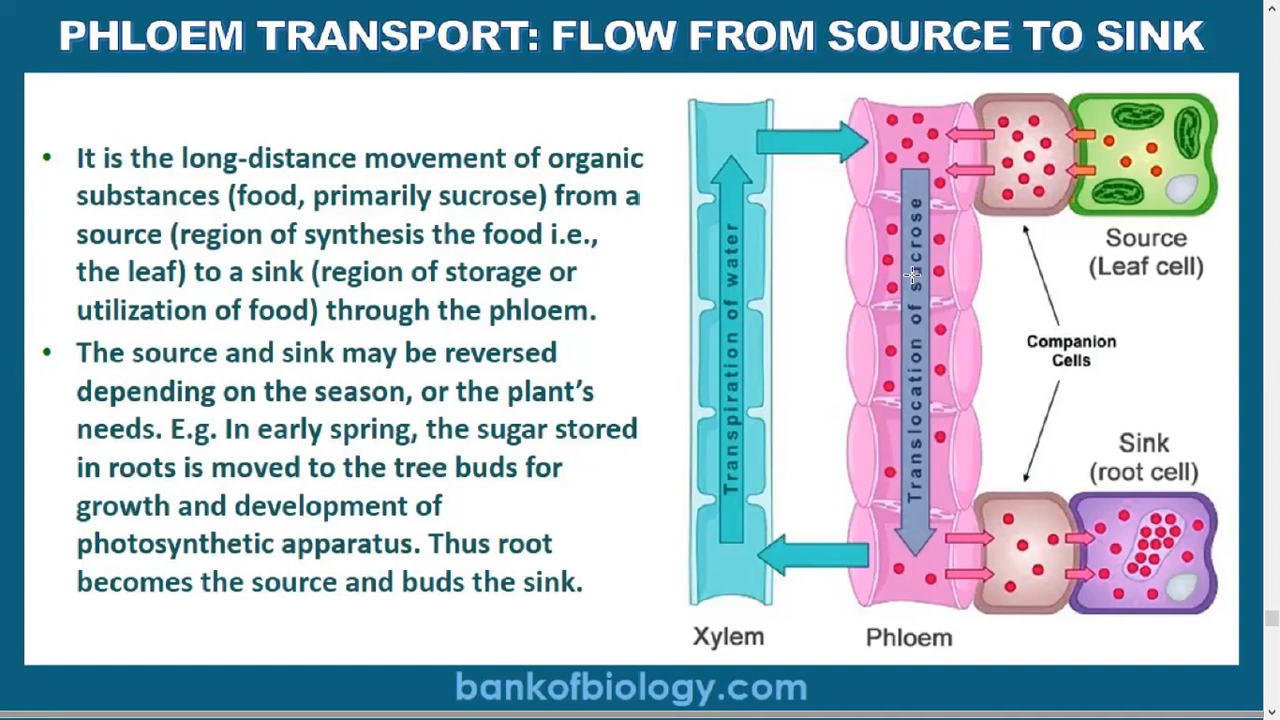 PHLOEM TRANSPORT: FLOW FROM SOURCE TO SINK
• It is the long-distance movement of organic
substances (food, primarily sucrose) from a
source (region of synthesis the food i.e.,
the leaf) to a sink (region of storage or
utilization of food) through the phloem.
• The source and sink may be reversed
depending on the season, or the plant’s
needs. E.g. In early spring, the sugar stored
in roots is moved to the tree buds for
growth and development of
photosynthetic apparatus. Thus root
becomes the source and buds the sink.
Transpiration of water
Translocation of sucrose
Source
(Leaf cell)
Companion
Cells
Sink
(root cell)
Xylem
Phloem
bankofbiology.com